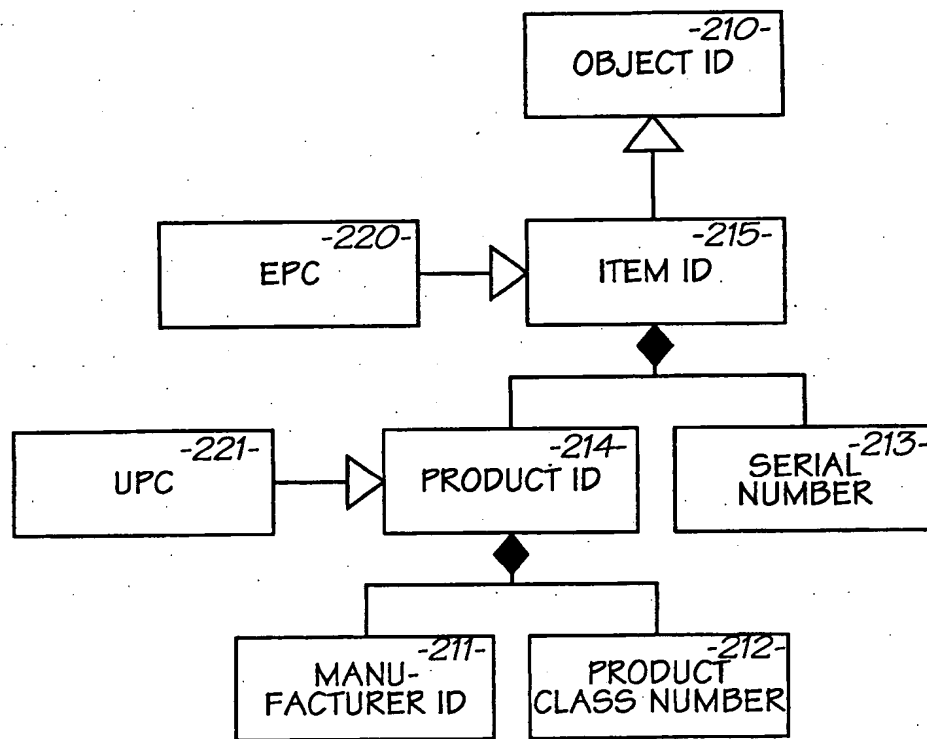 -210-
OBJECT ID
-220-
EPC
-215-
ITEM ID
-221-
UPC
-214-
PRODUCT ID
-213-
SERIAL
NUMBER
-211-
MANU-
FACTURER ID
-212-
PRODUCT
CLASS NUMBER